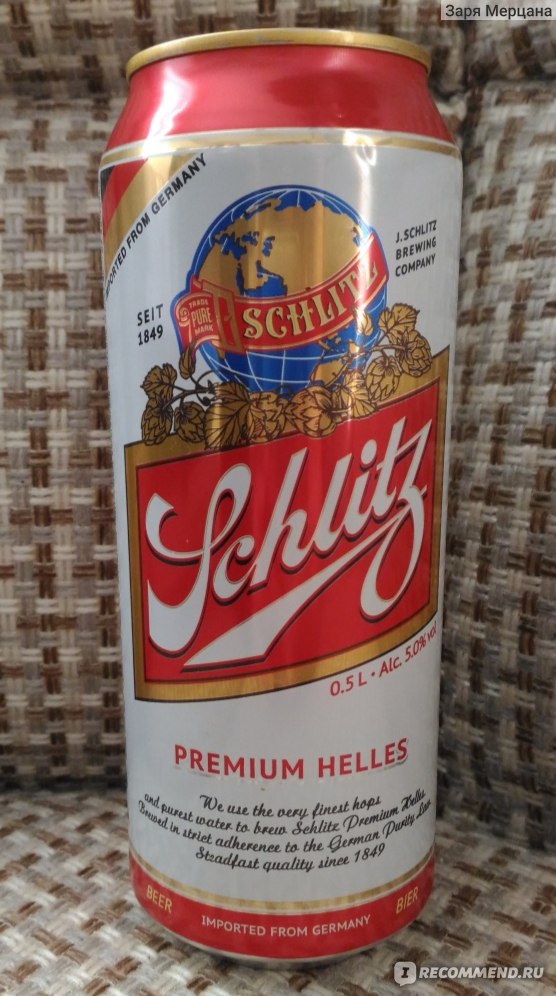 Заря Мерцана
IMPORTED FROM GERMANY
J.SCHLITZ
BREWING
COMPANY
SEIT
1849
TRADE
PURE
MARK
SCHLITZ
Schlitz
0.5 L · Alc. 5.0% vol
PREMIUM HELLES
We use the very finest hops
and purest water to brew Schlitz Premium Helles
Brewed in strict adherence to the German Purity Law
Steadfast quality since 1849
BEER
IMPORTED FROM GERMANY
BIER
I RECOMMEND.RU